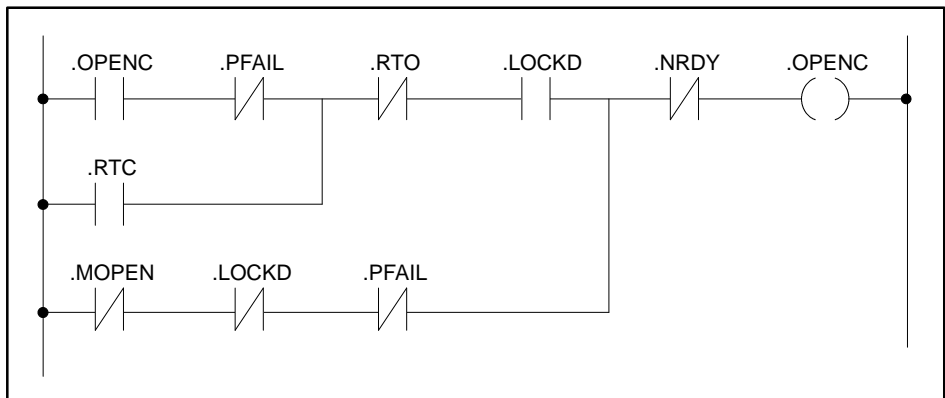 .OPENC .PFAIL .RTO .LOCKD .NRDY .OPENC
.RTC
.MOPEN .LOCKD .PFAIL